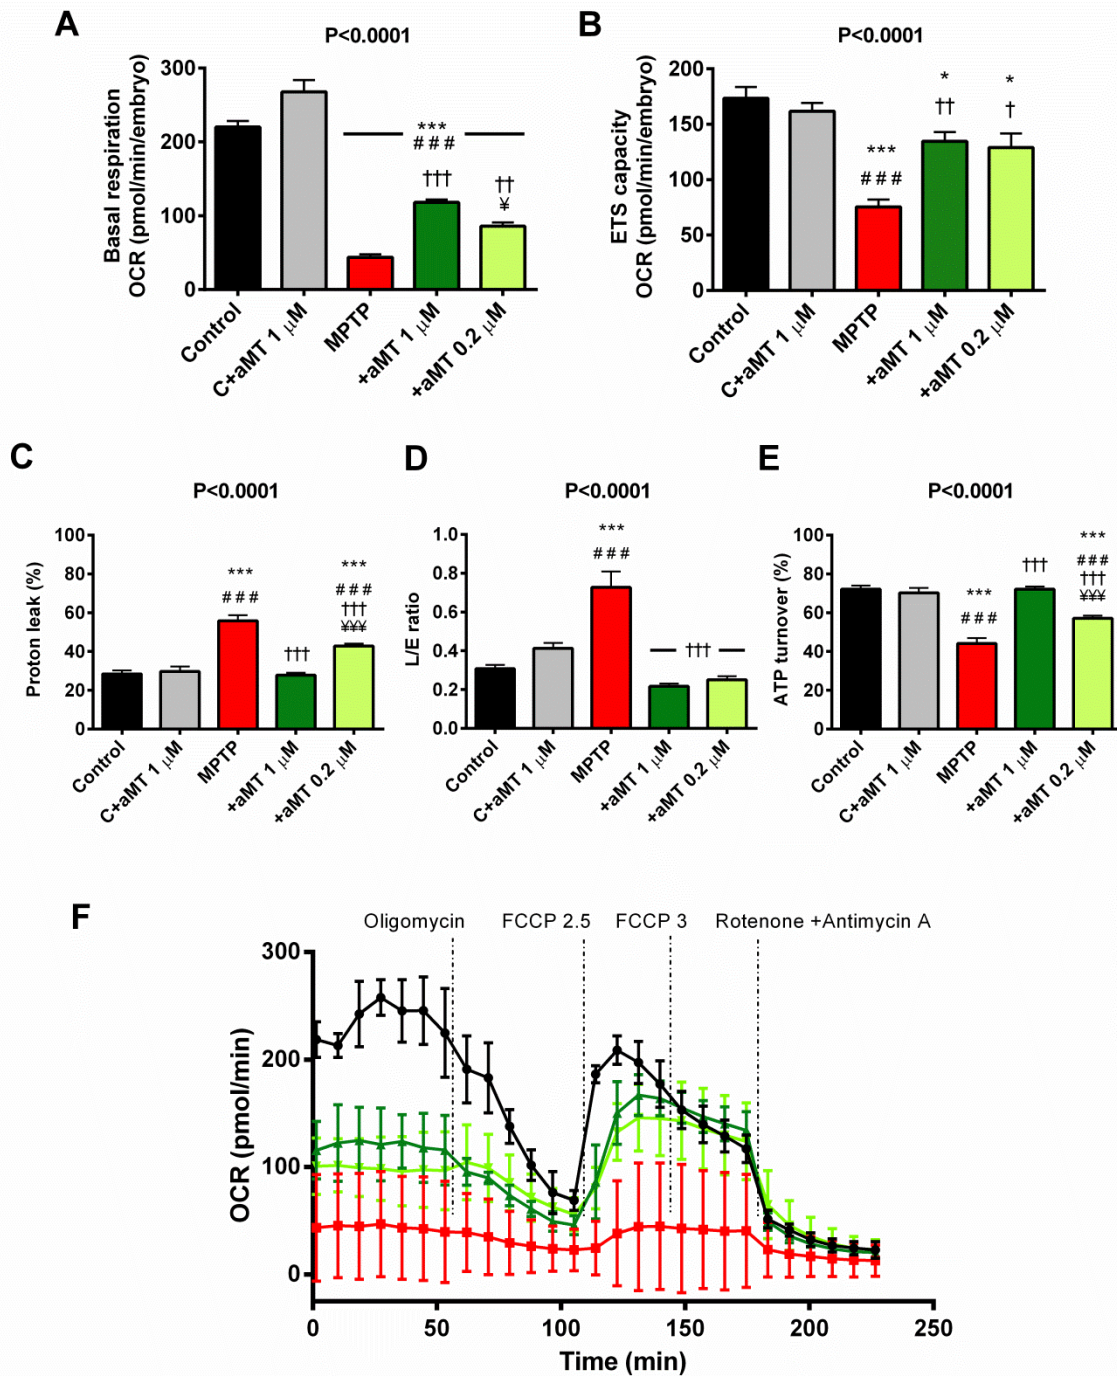 A
P<0.0001
Basal respiration
OCR (pmol/min/embryo)
300
200
100
0
***
###
†††
††
¥
Control
C+aMT 1 µM
MPTP
+aMT 1 µM
+aMT 0.2 µM
B
P<0.0001
ETS capacity
OCR (pmol/min/embryo)
200
150
100
50
0
***
###
*
††
*
†
Control
C+aMT 1 µM
MPTP
+aMT 1 µM
+aMT 0.2 µM
C
P<0.0001
Proton leak (%)
100
80
60
40
20
0
***
###
†††
***
###
†††
¥¥¥
Control
C+aMT 1 µM
MPTP
+aMT 1 µM
+aMT 0.2 µM
D
P<0.0001
L/E ratio
1.0
0.8
0.6
0.4
0.2
0.0
***
###
†††
Control
C+aMT 1 µM
MPTP
+aMT 1 µM
+aMT 0.2 µM
E
P<0.0001
ATP turnover (%)
100
80
60
40
20
0
***
###
†††
***
###
†††
¥¥¥
Control
C+aMT 1 µM
MPTP
+aMT 1 µM
+aMT 0.2 µM
F
Oligomycin
FCCP 2.5
FCCP 3
Rotenone +Antimycin A
OCR (pmol/min)
300
200
100
0
0
50
100
150
200
250
Time (min)